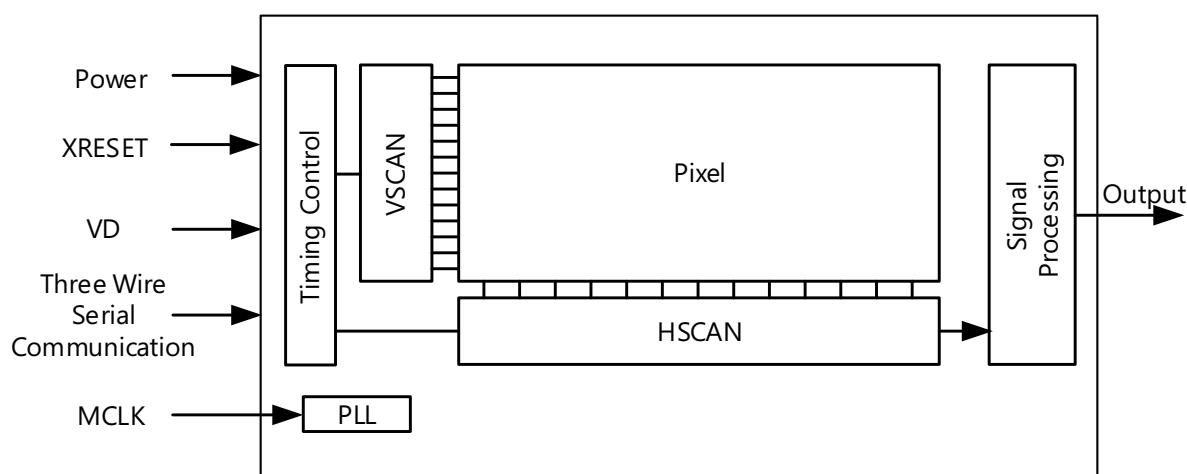 Power
XRESET
VD
Three Wire
Serial
Communication
MCLK
Timing Control
VSCAN
Pixel
HSCAN
PLL
Signal
Processing
Output